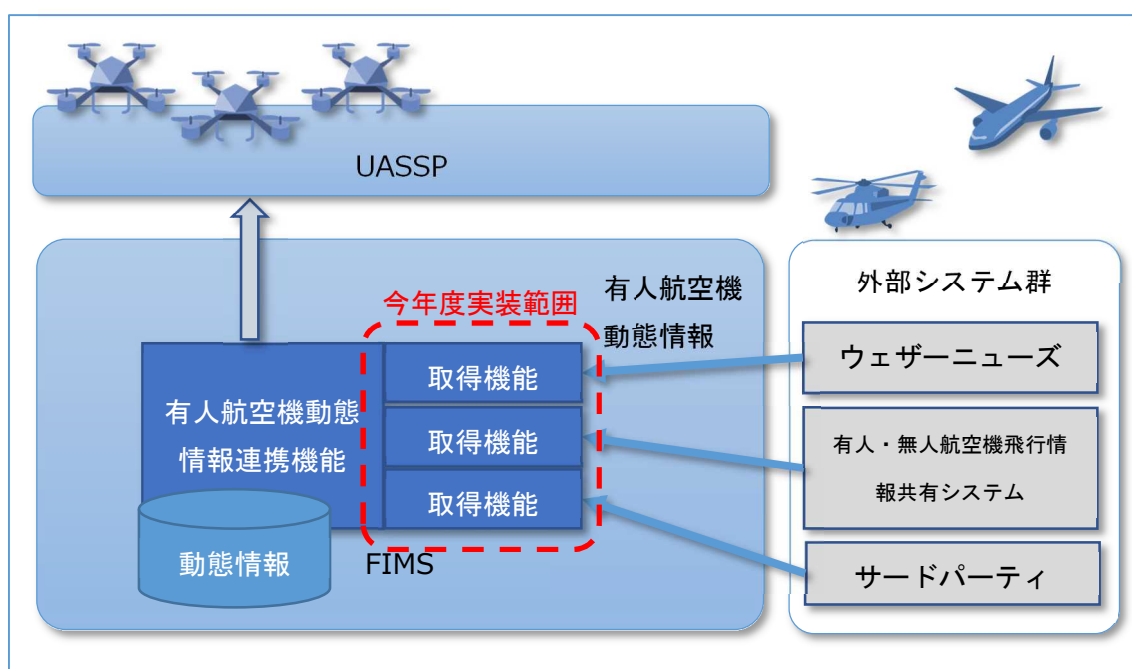 UASSP
今年度実装範囲
有人航空機
動態情報
有人航空機動態
情報連携機能
取得機能
取得機能
取得機能
動態情報
FIMS
外部システム群
ウェザーニューズ
有人・無人航空機飛行情
報共有システム
サードパーティ